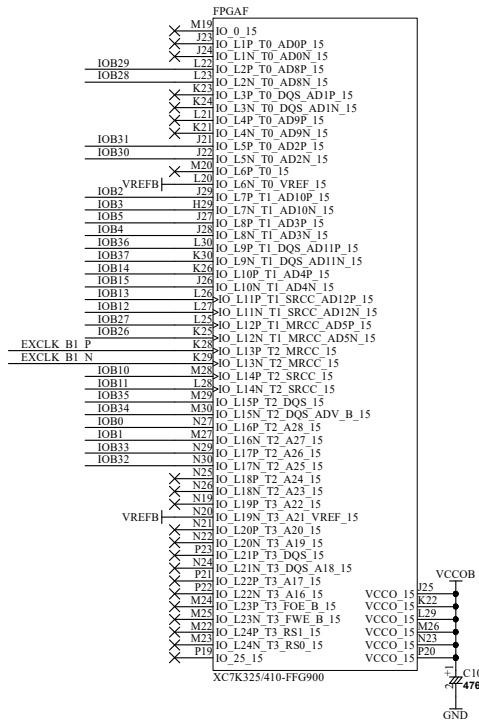 FPGAF
M19 IO_0_15
J23 IO_L1P_T0_AD0P_15
J24 IO_L1N_T0_AD0N_15
IOB29 L22 IO_L2P_T0_AD8P_15
IOB28 L23 IO_L2N_T0_AD8N_15
K23 IO_L3P_T0_DQS_AD1P_15
K24 IO_L3N_T0_DQS_AD1N_15
L21 IO_L4P_T0_AD9P_15
K21 IO_L4N_T0_AD9N_15
IOB31 J21 IO_L5P_T0_AD2P_15
IOB30 J22 IO_L5N_T0_AD2N_15
M20 IO_L6P_T0_15
VREFB L20 IO_L6N_T0_VREF_15
IOB2 J29 IO_L7P_T1_AD10P_15
IOB3 H29 IO_L7N_T1_AD10N_15
IOB5 J27 IO_L8P_T1_AD3P_15
IOB4 J28 IO_L8N_T1_AD3N_15
IOB36 L30 IO_L9P_T1_DQS_AD11P_15
IOB37 K30 IO_L9N_T1_DQS_AD11N_15
IOB14 K26 IO_L10P_T1_AD4P_15
IOB15 J26 IO_L10N_T1_AD4N_15
IOB13 L26 IO_L11P_T1_SRCC_AD12P_15
IOB12 L27 IO_L11N_T1_SRCC_AD12N_15
IOB27 L25 IO_L12P_T1_MRCC_AD5P_15
IOB26 K25 IO_L12N_T1_MRCC_AD5N_15
EXCLK_B1_P K28 IO_L13P_T2_MRCC_15
EXCLK_B1_N K29 IO_L13N_T2_MRCC_15
IOB10 M28 IO_L14P_T2_SRCC_15
IOB11 L28 IO_L14N_T2_SRCC_15
IOB35 M29 IO_L15P_T2_DQS_15
IOB34 M30 IO_L15N_T2_DQS_ADV_B_15
IOB0 N27 IO_L16P_T2_A28_15
IOB1 M27 IO_L16N_T2_A27_15
IOB33 N29 IO_L17P_T2_A26_15
IOB32 N30 IO_L17N_T2_A25_15
N25 IO_L18P_T2_A24_15
N26 IO_L18N_T2_A23_15
N19 IO_L19P_T3_A22_15
VREFB N20 IO_L19N_T3_A21_VREF_15
N21 IO_L20P_T3_A20_15
N22 IO_L20N_T3_A19_15
P23 IO_L21P_T3_DQS_15
N24 IO_L21N_T3_DQS_A18_15
P21 IO_L22P_T3_A17_15 VCCOB
P22 IO_L22N_T3_A16_15 VCCO_15 J25
M24 IO_L23P_T3_FOE_B_15 VCCO_15 K22
M25 IO_L23N_T3_FWE_B_15 VCCO_15 L29
M22 IO_L24P_T3_RS1_15 VCCO_15 M26
M23 IO_L24N_T3_RS0_15 VCCO_15 N23
P19 IO_25_15 VCCO_15 P20
XC7K325/410-FFG900
1 C10
2 476
GND